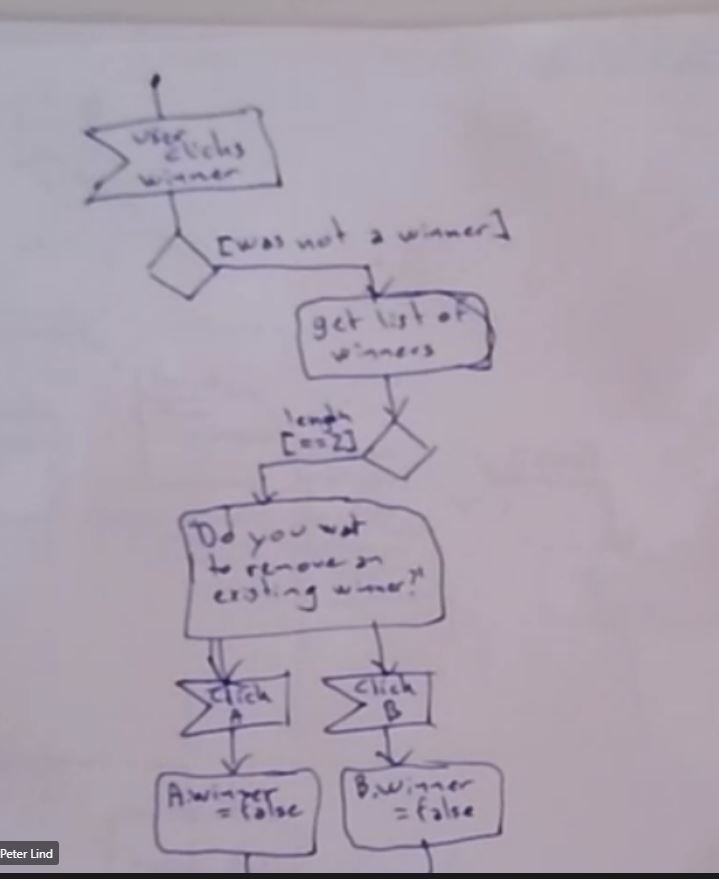 user
clicks
winner
[was not a winner]
get list of
winners
length
[==2]
"Do you wat
to remove an
existing winner?"
Click
A
Click
B
A.winner
= false
B.winner
= false
Peter Lind